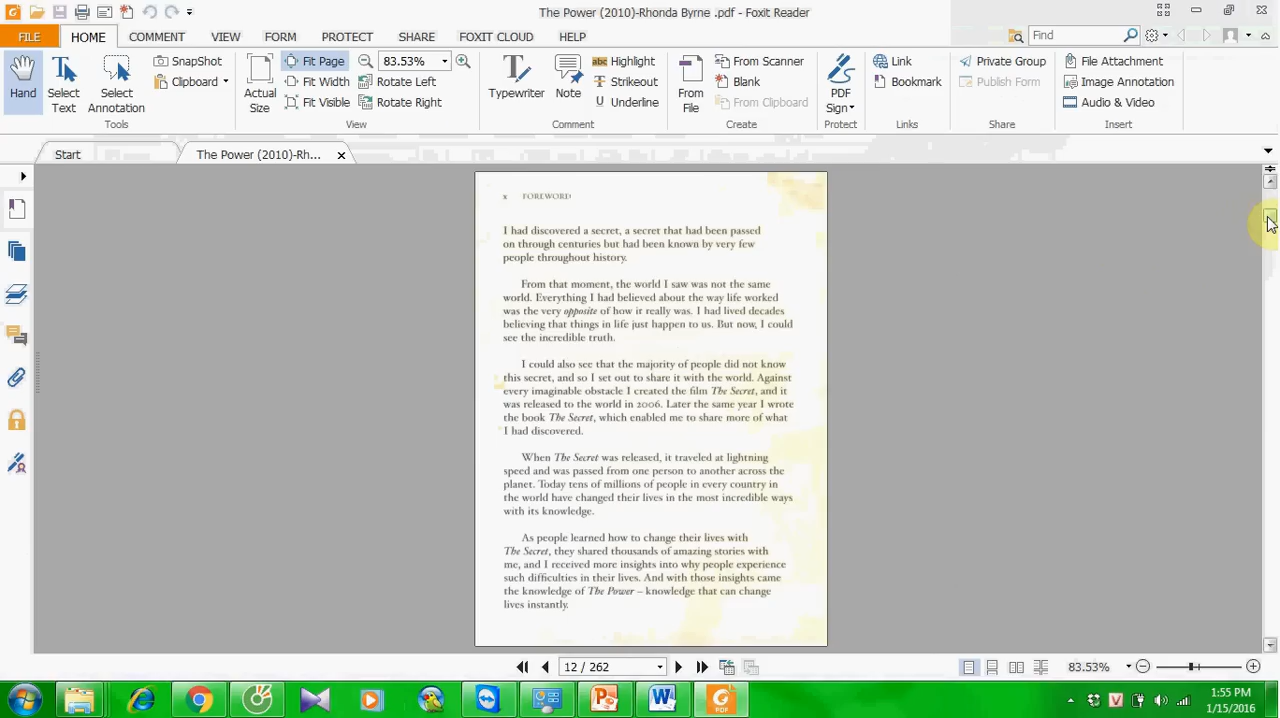 The Power (2010)-Rhonda Byrne .pdf - Foxit Reader
FILE HOME COMMENT VIEW FORM PROTECT SHARE FOXIT CLOUD HELP Find
Hand
Select Text
Select Annotation
SnapShot
Clipboard
Tools
Actual Size
Fit Page
Fit Width
Fit Visible
83.53%
Rotate Left
Rotate Right
View
Typewriter
Note
Highlight
Strikeout
Underline
Comment
From File
From Scanner
Blank
From Clipboard
Create
PDF Sign
Protect
Link
Bookmark
Links
Private Group
Publish Form
Share
File Attachment
Image Annotation
Audio & Video
Insert
Start The Power (2010)-Rh...
x FOREWORD
I had discovered a secret, a secret that had been passed
on through centuries but had been known by very few
people throughout history.
From that moment, the world I saw was not the same
world. Everything I had believed about the way life worked
was the very opposite of how it really was. I had lived decades
believing that things in life just happen to us. But now, I could
see the incredible truth.
I could also see that the majority of people did not know
this secret, and so I set out to share it with the world. Against
every imaginable obstacle I created the film The Secret, and it
was released to the world in 2006. Later the same year I wrote
the book The Secret, which enabled me to share more of what
I had discovered.
When The Secret was released, it traveled at lightning
speed and was passed from one person to another across the
planet. Today tens of millions of people in every country in
the world have changed their lives in the most incredible ways
with its knowledge.
As people learned how to change their lives with
The Secret, they shared thousands of amazing stories with
me, and I received more insights into why people experience
such difficulties in their lives. And with those insights came
the knowledge of The Power – knowledge that can change
lives instantly.
12 / 262 83.53%
1:55 PM
1/15/2016